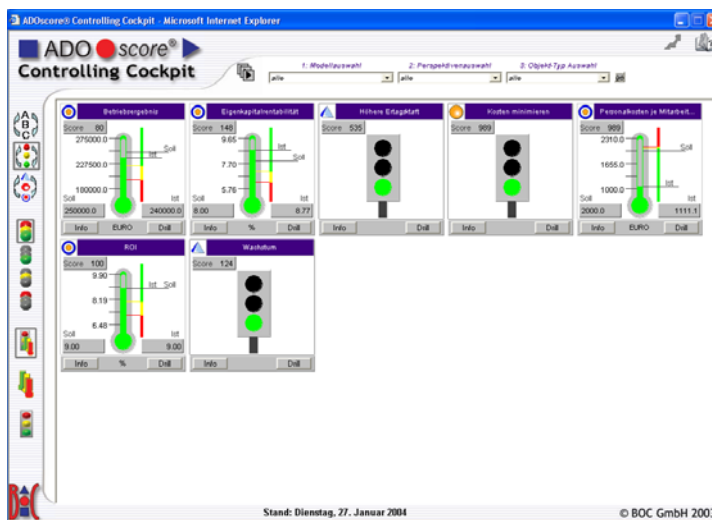 ADOscore® Controlling Cockpit - Microsoft Internet Explorer
ADO score®
Controlling Cockpit
1: Modellauswahl
2: Perspektivenauswahl
3: Objekt-Typ Auswahl
alle
alle
alle
A
B
C
Betriebsergebnis
Score 80
275000.0
227500.0
180000.0
Soll
Ist
Soll
Ist
250000.0
240000.0
Info
EURO
Drill
Eigenkapitalrentabilität
Score 148
9.65
7.70
5.76
Ist
Soll
Soll
Ist
8.00
8.77
Info
%
Drill
Höhere Ertragskraft
Score 535
Info
Drill
Kosten minimieren
Score 989
Info
Drill
Personalkosten je Mitarbeit...
Score 989
2310.0
1655.0
1000.0
Soll
Ist
Soll
Ist
2000.0
1111.1
Info
EURO
Drill
ROI
Score 100
9.90
8.19
6.48
Ist Soll
Soll
Ist
9.00
9.00
Info
%
Drill
Wachstum
Score 124
Info
Drill
BOC
Stand: Dienstag, 27. Januar 2004
© BOC GmbH 2003